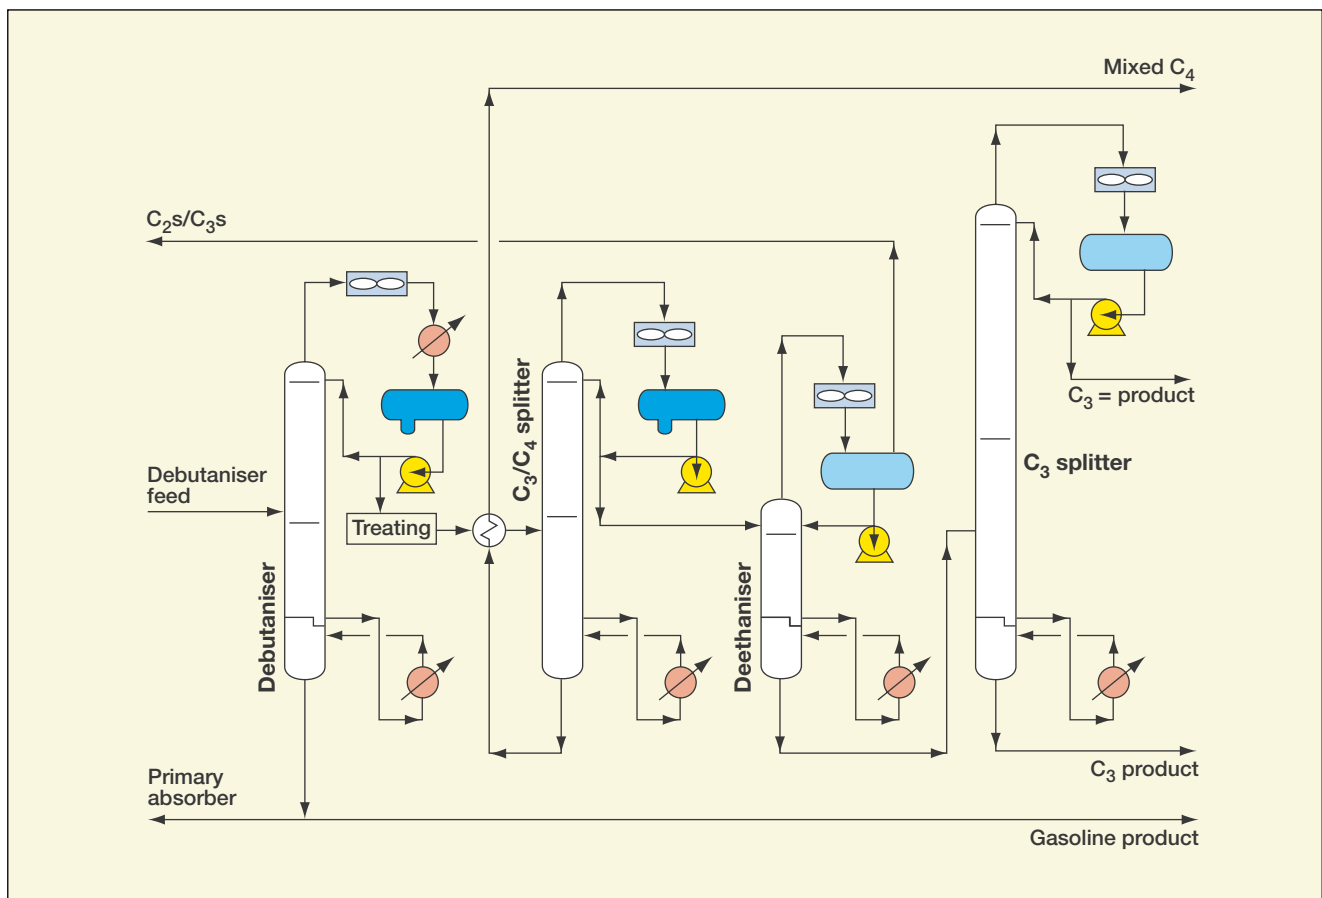 Mixed C₄
C₂s/C₃s
C₃ = product
Debutaniser
feed
Treating
C₃/C₄ splitter
C₃ splitter
Debutaniser
Deethaniser
C₃ product
Primary
absorber
Gasoline product